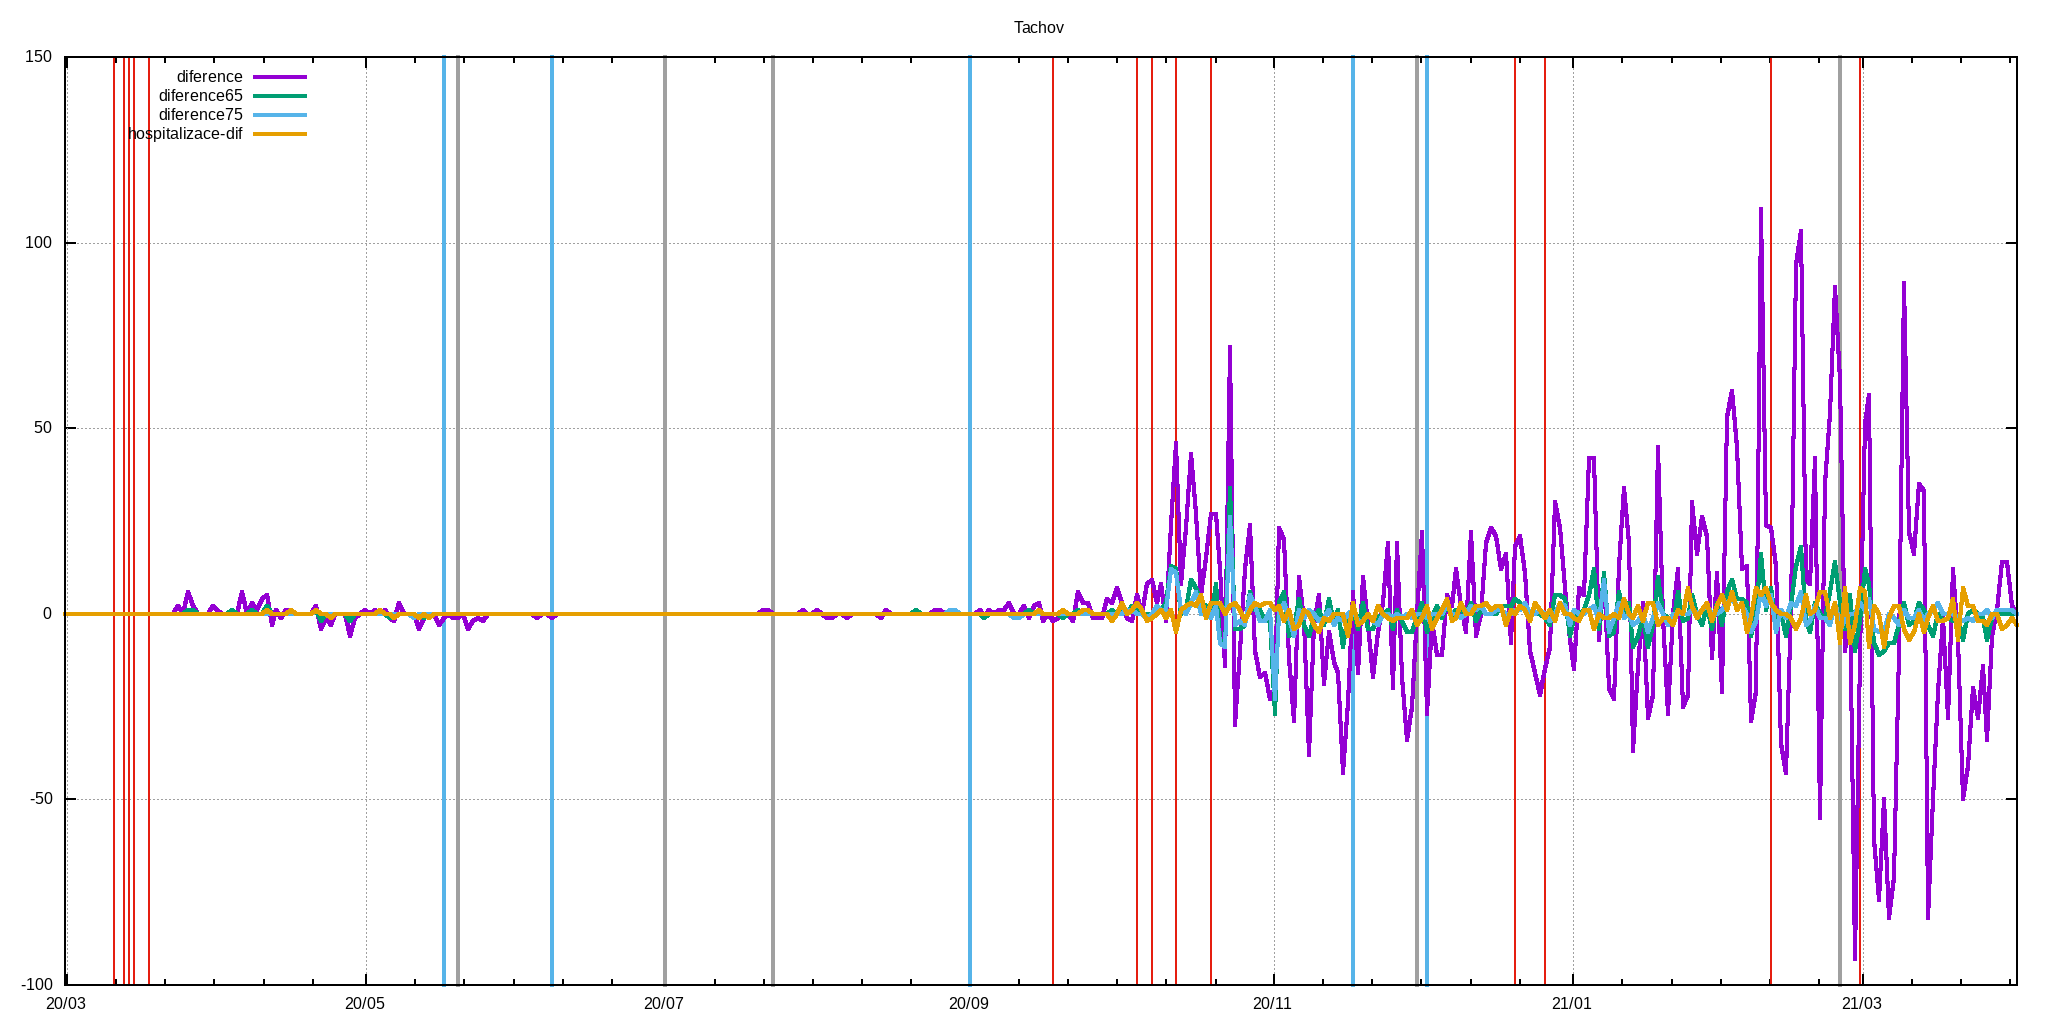 Tachov
150
diference
diference65
diference75
hospitalizace-dif
100
50
0
-50
-100
20/03 20/05 20/07 20/09 20/11 21/01 21/03